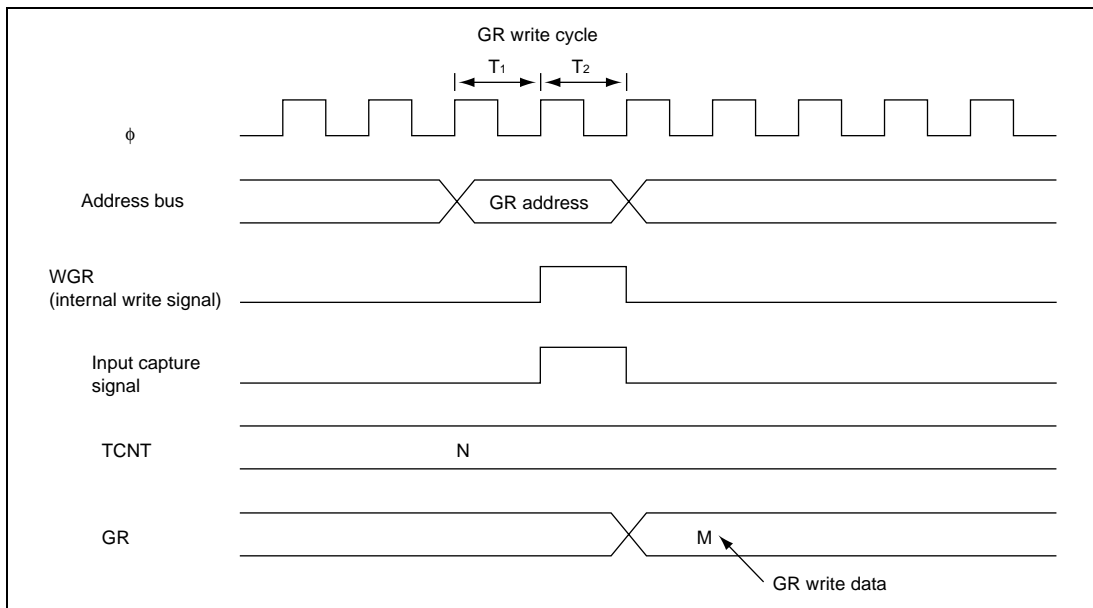 GR write cycle
T1 T2
ϕ
Address bus
GR address
WGR
(internal write signal)
Input capture
signal
TCNT
N
GR
M
GR write data